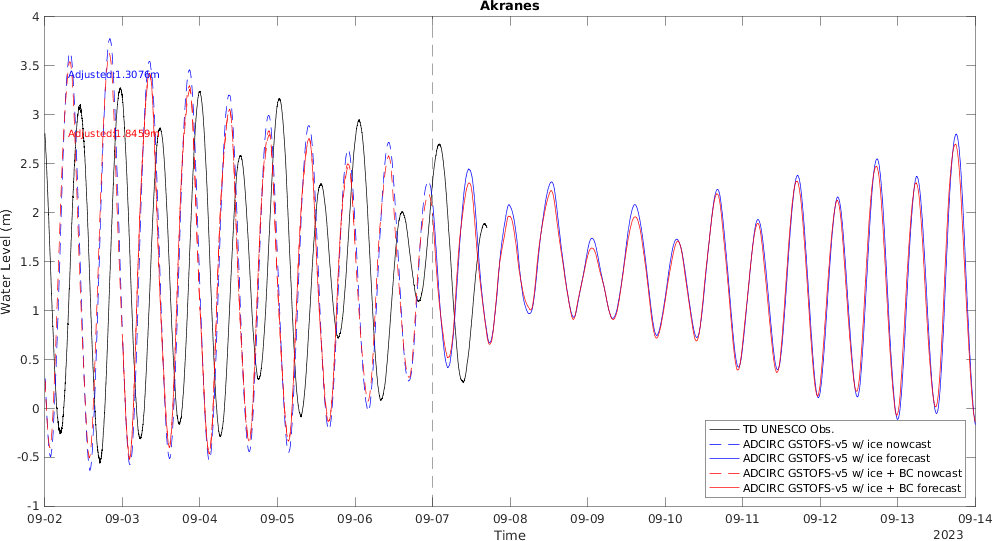 Akranes
4
3.5
3
2.5
2
1.5
1
0.5
0
-0.5
-1
Water Level (m)
Adjusted:1.3076m
Adjusted:1.8459m
TD UNESCO Obs.
ADCIRC GSTOFS-v5 w/ ice nowcast
ADCIRC GSTOFS-v5 w/ ice forecast
ADCIRC GSTOFS-v5 w/ ice + BC nowcast
ADCIRC GSTOFS-v5 w/ ice + BC forecast
09-02 09-03 09-04 09-05 09-06 09-07 09-08 09-09 09-10 09-11 09-12 09-13 09-14
Time
2023